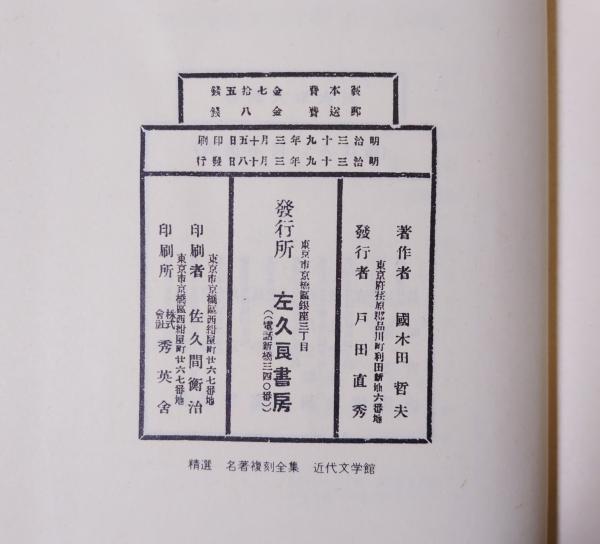 製本費 金七拾五錢
郵送費 金八錢
明治三十九年三月十五日印刷
明治三十九年三月十八日發行
著作者 國木田哲夫
東京府荏原郡品川町利田新地六番地
發行者 戸田直秀
東京市京橋區銀座三丁目
發行所 左久良書房
(電話新橋三四〇番)
東京市京橋區西紺屋町廿六七番地
印刷者 佐久間衡治
東京市京橋區西紺屋町廿六七番地
印刷所 株式會社 秀英舍
精選 名著複刻全集 近代文学館